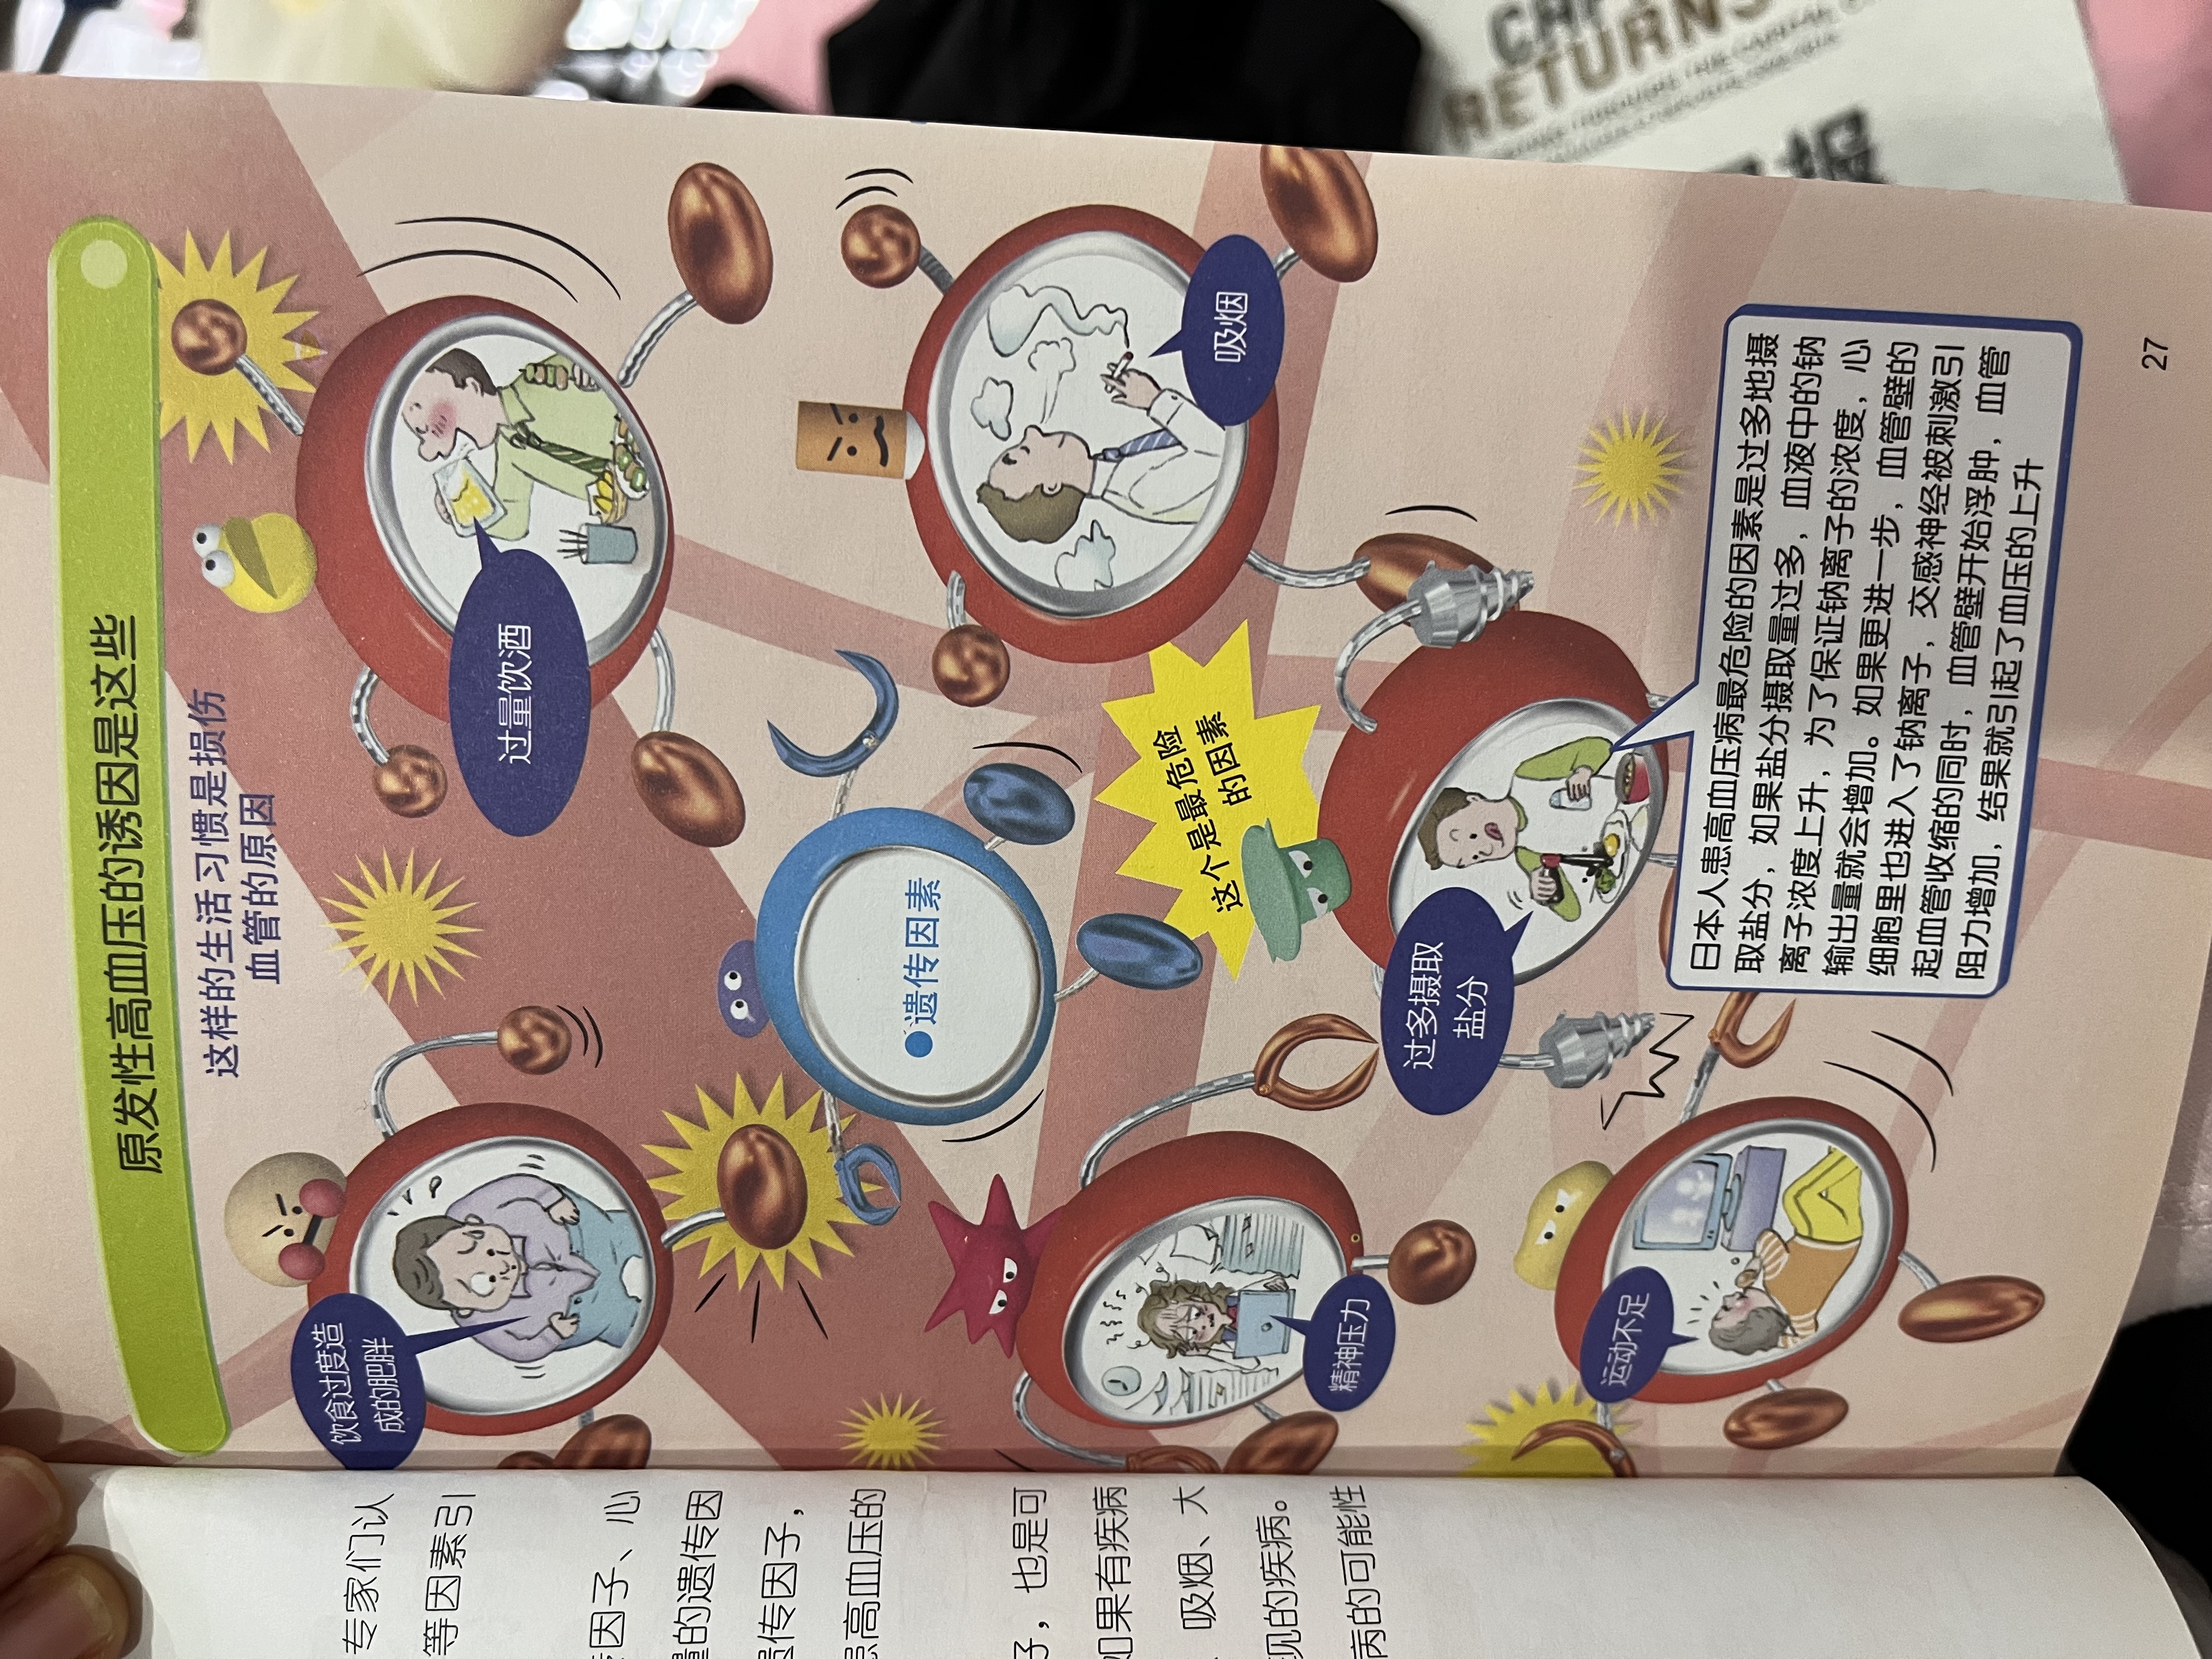 原发性高血压的诱因是这些
这样的生活习惯是损伤
血管的原因
饮食过度造
成的肥胖
过量饮酒
●遗传因素
这个是最危险
的因素
吸烟
精神压力
过多摄取
盐分
运动不足
日本人患高血压病最危险的因素是过多地摄
取盐分，如果盐分摄取量过多，血液中的钠
离子浓度上升，为了保证钠离子的浓度，心
输出量就会增加。如果更进一步，血管壁的
细胞里也进入了钠离子，交感神经被刺激引
起血管收缩的同时，血管壁开始浮肿，血管
阻力增加，结果就引起了血压的上升
27
专家们认
等因素引
因子、心
量的遗传因
遗传因子，
患高血压的
好，也是可
如果有疾病
吸烟、大
现的疾病。
病的可能性
RETURNS